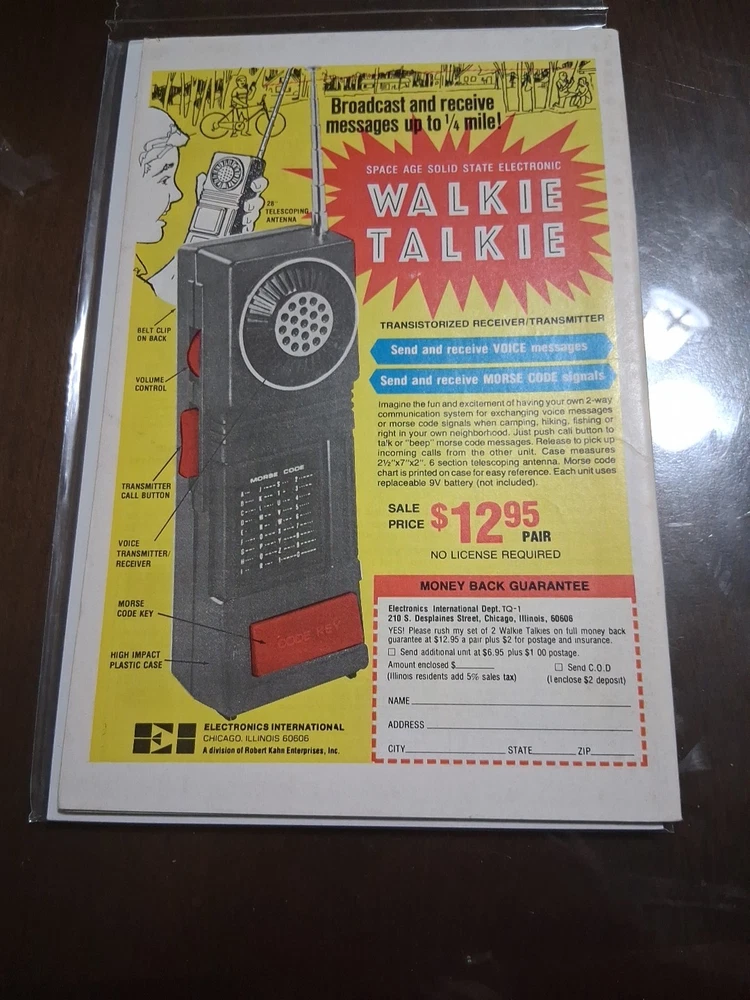 Broadcast and receive
messages up to 1/4 mile!
SPACE AGE SOLID STATE ELECTRONIC
WALKIE
TALKIE
28"
TELESCOPING
ANTENNA
TRANSISTORIZED RECEIVER/TRANSMITTER
Send and receive VOICE messages
Send and receive MORSE CODE signals
BELT CLIP
ON BACK
VOLUME
CONTROL
TRANSMITTER
CALL BUTTON
VOICE
TRANSMITTER/
RECEIVER
MORSE
CODE KEY
HIGH IMPACT
PLASTIC CASE
MORSE CODE
CODE KEY
Imagine the fun and excitement of having your own 2-way
communication system for exchanging voice messages
or morse code signals when camping, hiking, fishing or
right in your own neighborhood. Just push call button to
talk or "beep" morse code messages. Release to pick up
incoming calls from the other unit. Case measures
2½"x7"x2". 6 section telescoping antenna. Morse code
chart is printed on case for easy reference. Each unit uses
replaceable 9V battery (not included).
SALE
PRICE $1295
PAIR
NO LICENSE REQUIRED
MONEY BACK GUARANTEE
Electronics International Dept. TQ-1
210 S. Desplaines Street, Chicago, Illinois, 60606
YES! Please rush my set of 2 Walkie Talkies on full money back
guarantee at $12.95 a pair plus $2 for postage and insurance.
☐ Send additional unit at $6.95 plus $1 00 postage.
Amount enclosed $ ☐ Send C.O.D
(Illinois residents add 5% sales tax) (I enclose $2 deposit)
NAME
ADDRESS
CITY STATE ZIP
EI ELECTRONICS INTERNATIONAL
CHICAGO, ILLINOIS 60606
A division of Robert Kahn Enterprises, Inc.